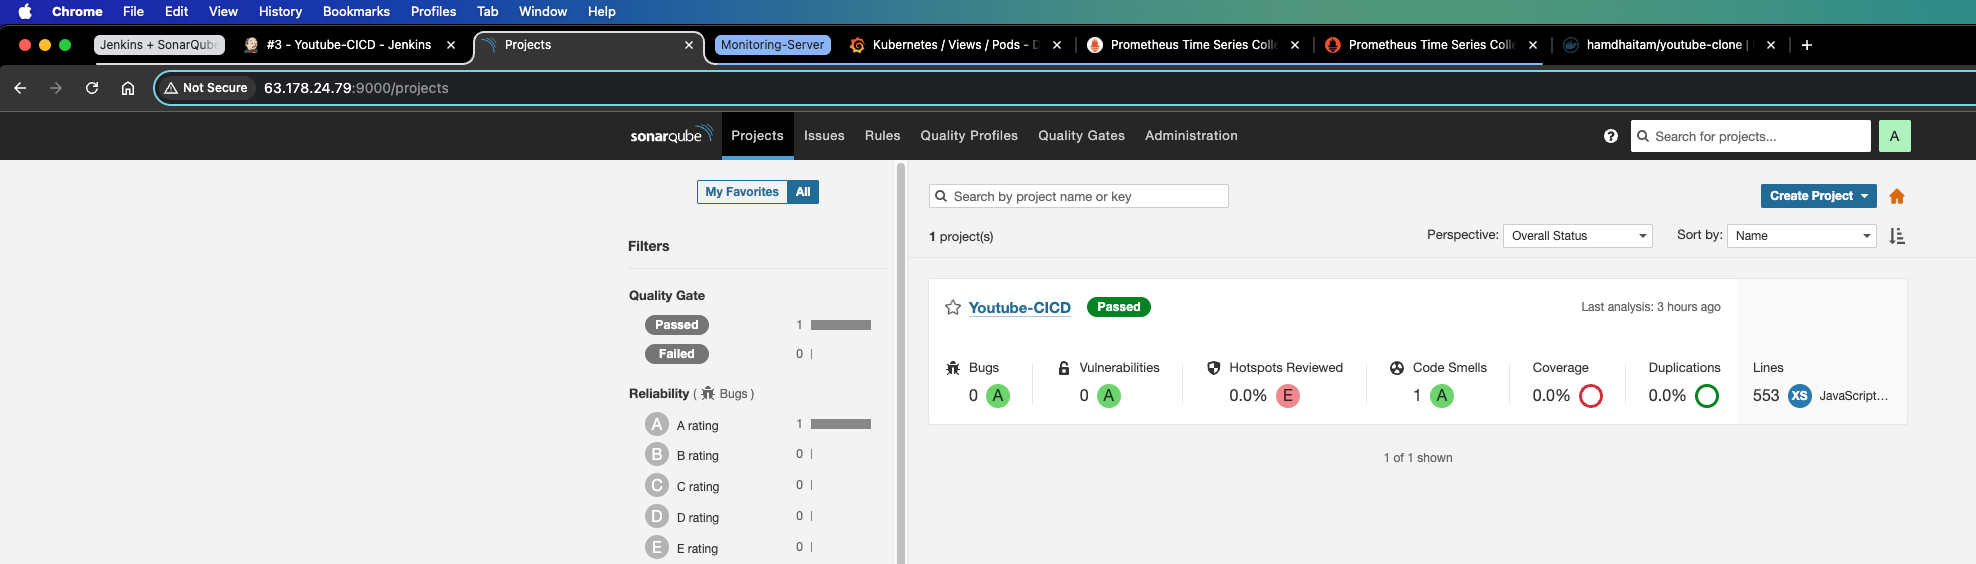 Chrome File Edit View History Bookmarks Profiles Tab Window Help
Jenkins + SonarQube #3 - Youtube-CICD - Jenkins Projects Monitoring-Server Kubernetes / Views / Pods - D Prometheus Time Series Colle Prometheus Time Series Colle hamdhaitam/youtube-clone |
Not Secure 63.178.24.79:9000/projects
sonarqube Projects Issues Rules Quality Profiles Quality Gates Administration ? Search for projects... A
My Favorites All
Search by project name or key Create Project
1 project(s) Perspective: Overall Status Sort by: Name
Filters
Quality Gate
Passed 1
Failed 0
Reliability ( Bugs )
A A rating 1
B B rating 0
C C rating 0
D D rating 0
E E rating 0
Youtube-CICD Passed Last analysis: 3 hours ago
Bugs Vulnerabilities Hotspots Reviewed Code Smells Coverage Duplications Lines
0 A 0 A 0.0% E 1 A 0.0% 0.0% 553 XS JavaScript...
1 of 1 shown